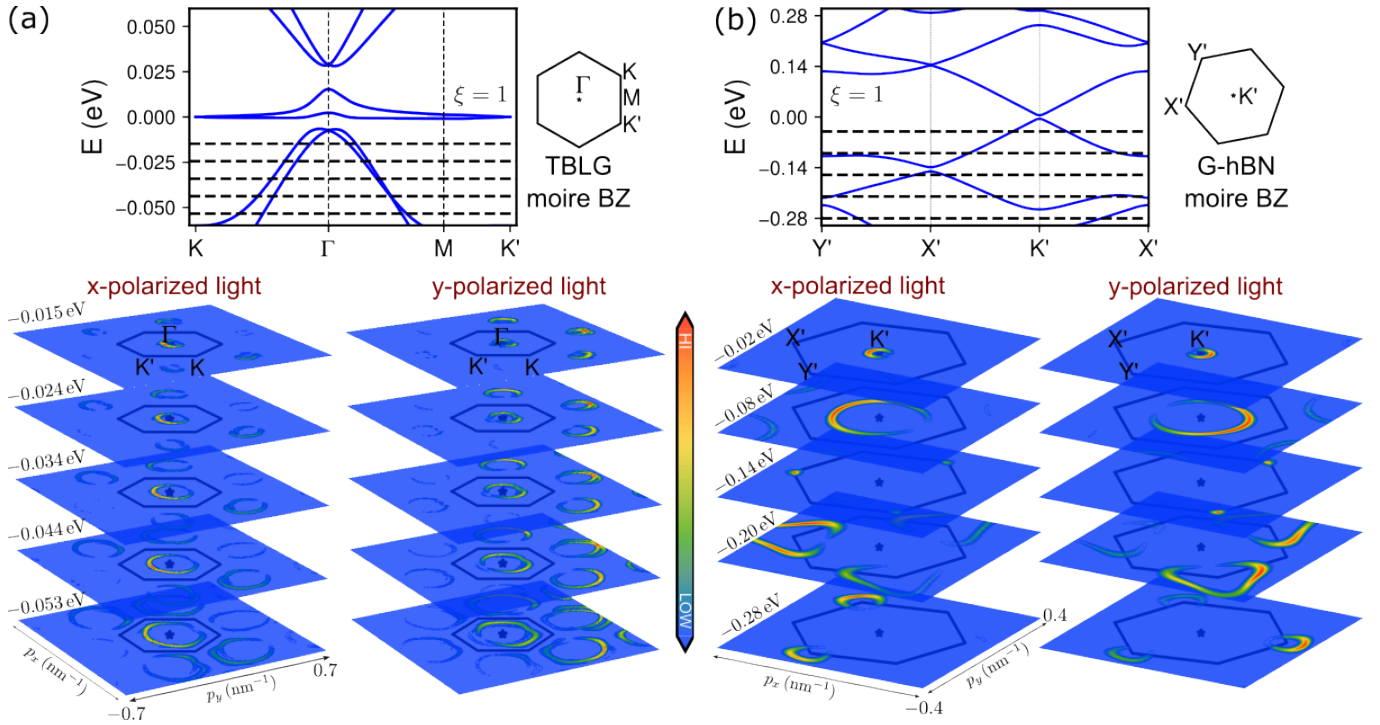 (a)
0.050
0.025
0.000
−0.025
−0.050
E (eV)
ξ = 1
K Γ M K'
Γ
K
M
K'
TBLG
moire BZ
(b)
0.28
0.14
0.00
−0.14
−0.28
E (eV)
ξ = 1
Y' X' K' X'
Y'
X'
K'
G-hBN
moire BZ
x-polarized light
y-polarized light
−0.015 eV
−0.024 eV
−0.034 eV
−0.044 eV
−0.053 eV
Γ
K' K
Γ
K' K
pₓ (nm⁻¹)
−0.7
p_y (nm⁻¹)
0.7
HI
LOW
x-polarized light
y-polarized light
−0.02 eV
−0.08 eV
−0.14 eV
−0.20 eV
−0.28 eV
X' K'
Y'
X' K'
Y'
pₓ (nm⁻¹)
−0.4
p_y (nm⁻¹)
0.4